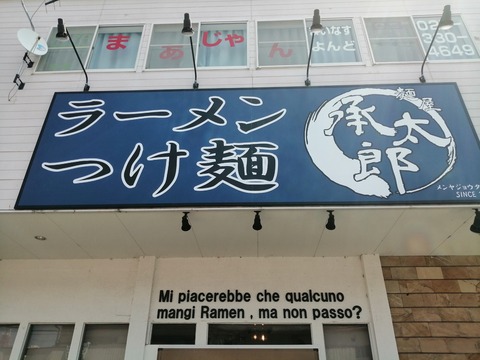 まぁじゃん
いなす
よんど
ラーメン
つけ麺
麺屋
承太郎
メンヤジョウタ
SINCE
Mi piacerebbe che qualcuno
mangi Ramen , ma non passo?